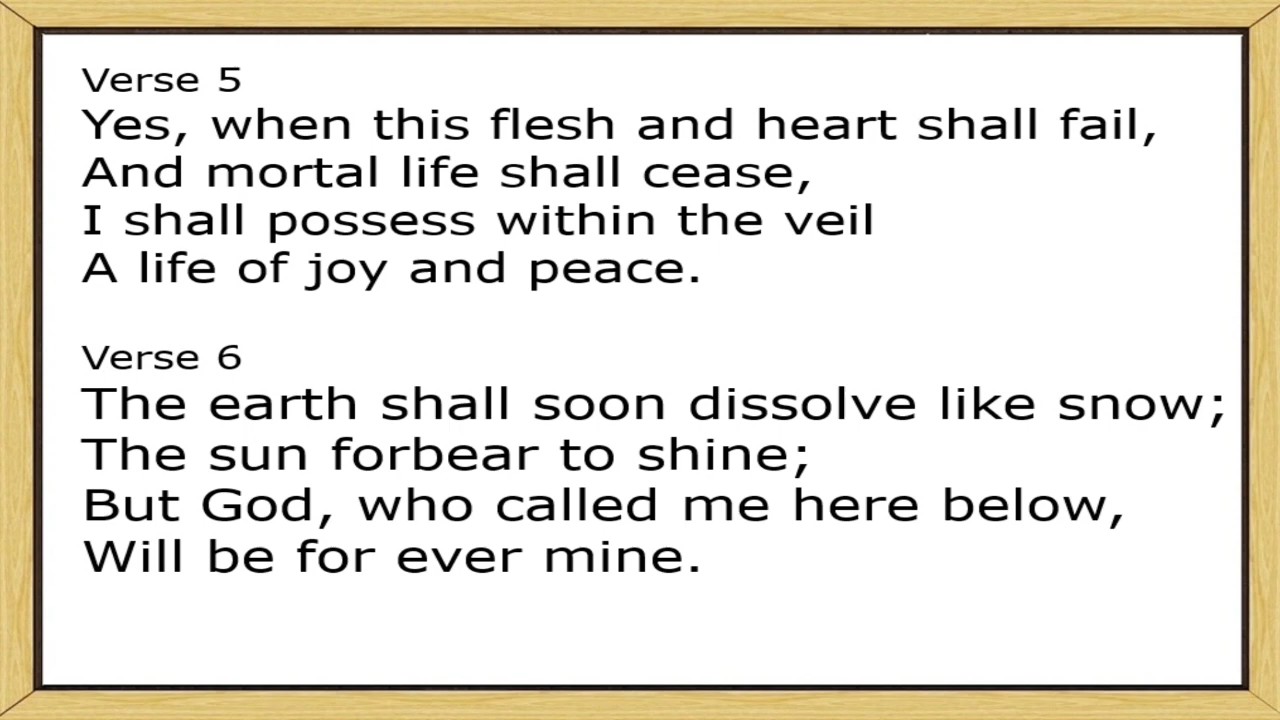 Verse 5
Yes, when this flesh and heart shall fail,
And mortal life shall cease,
I shall possess within the veil
A life of joy and peace.
Verse 6
The earth shall soon dissolve like snow;
The sun forbear to shine;
But God, who called me here below,
Will be for ever mine.